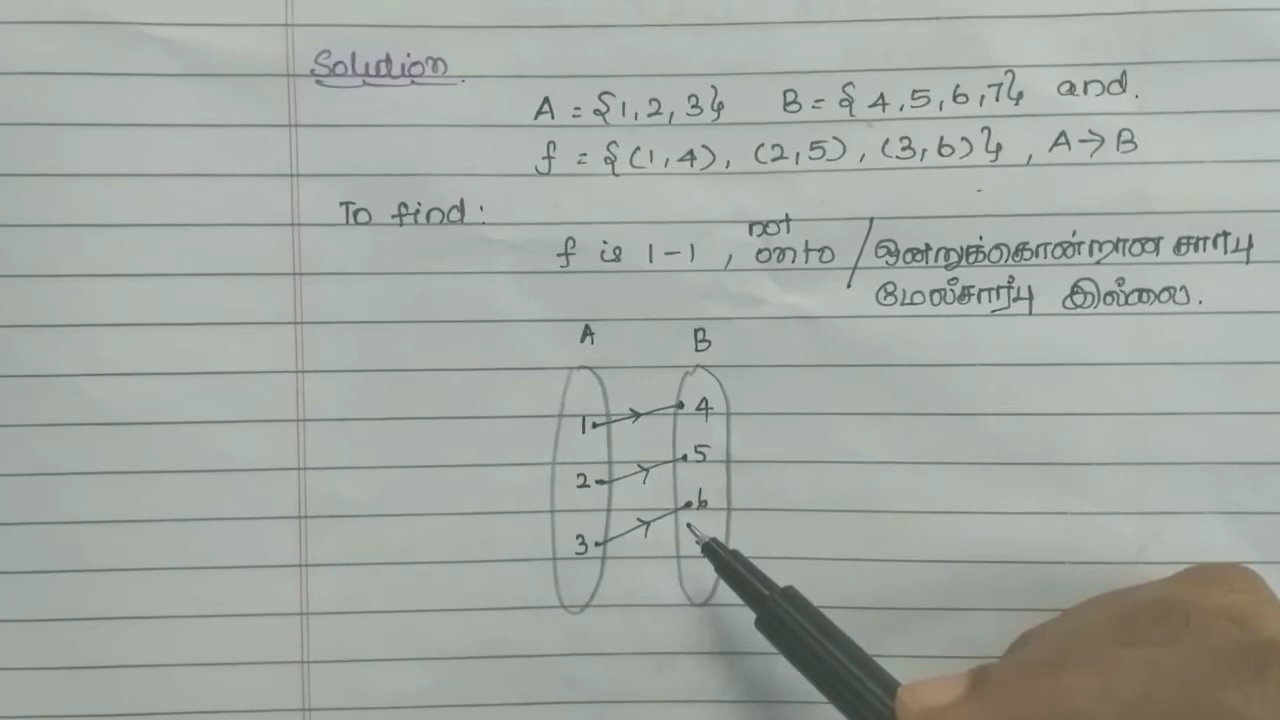 Solution.
A = {1, 2, 3} B = {4, 5, 6, 7} and.
f = {(1, 4), (2, 5), (3, 6)}, A → B
To find:
f is 1-1, not onto / ஒன்றுக்கொன்றான சார்பு
மேல்சார்பு இல்லை.
A B
1 4
2 5
3 6